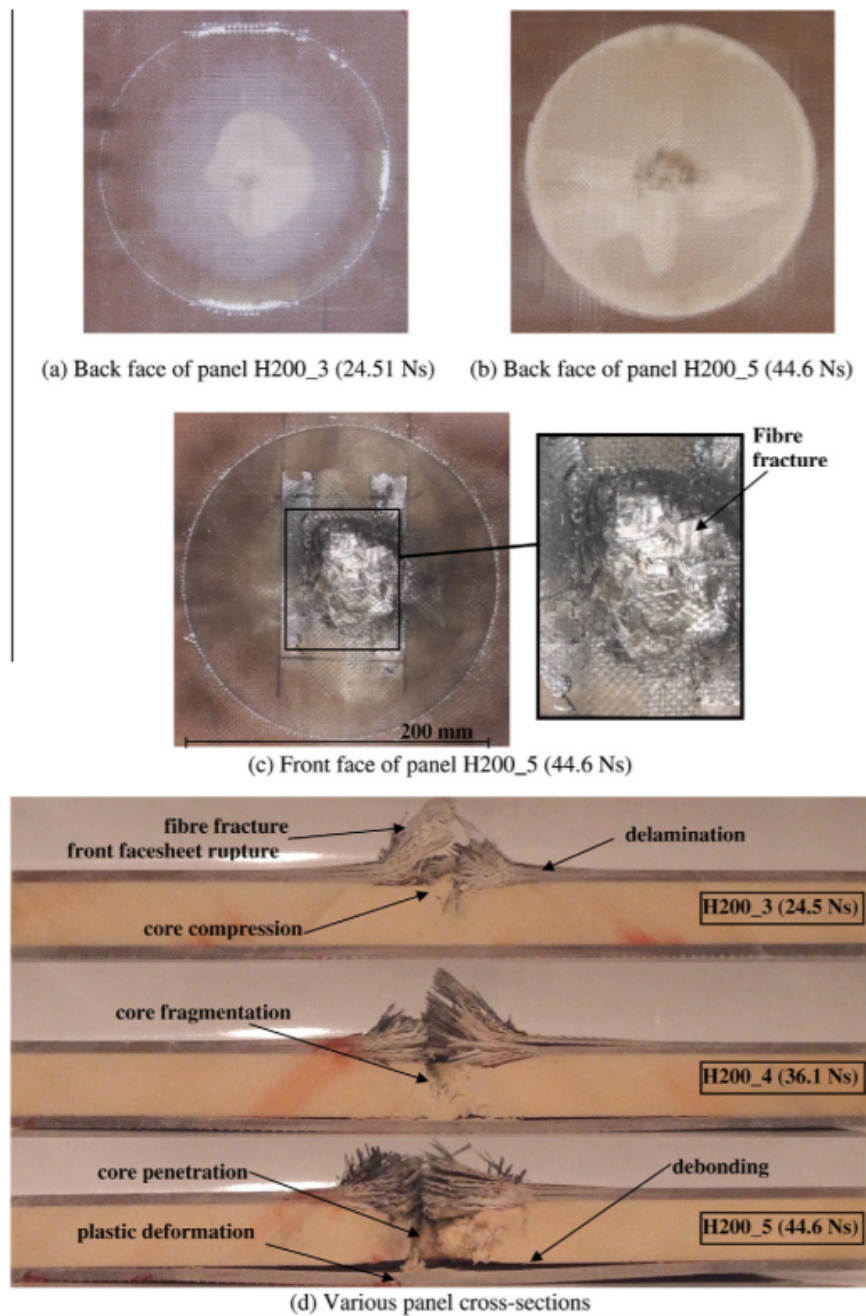 (a) Back face of panel H200_3 (24.51 Ns)
(b) Back face of panel H200_5 (44.6 Ns)
Fibre
fracture
200 mm
(c) Front face of panel H200_5 (44.6 Ns)
fibre fracture
front facesheet rupture
delamination
H200_3 (24.5 Ns)
core compression
core fragmentation
H200_4 (36.1 Ns)
core penetration
debonding
plastic deformation
H200_5 (44.6 Ns)
(d) Various panel cross-sections